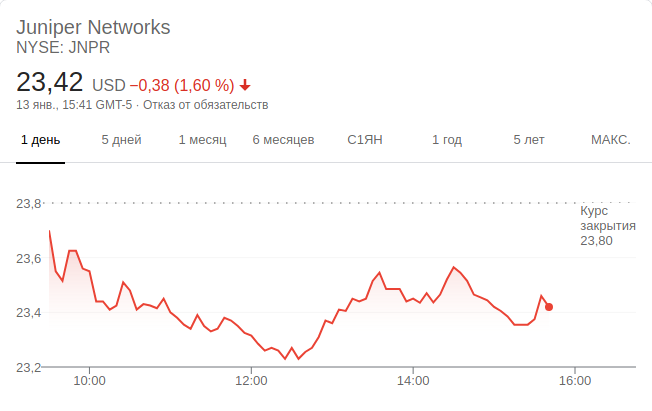 Juniper Networks
NYSE: JNPR
23,42 USD −0,38 (1,60 %)
13 янв., 15:41 GMT-5 · Отказ от обязательств
1 день 5 дней 1 месяц 6 месяцев С1ЯН 1 год 5 лет МАКС.
23,8
Курс
закрытия
23,80
23,6
23,4
23,2
10:00 12:00 14:00 16:00